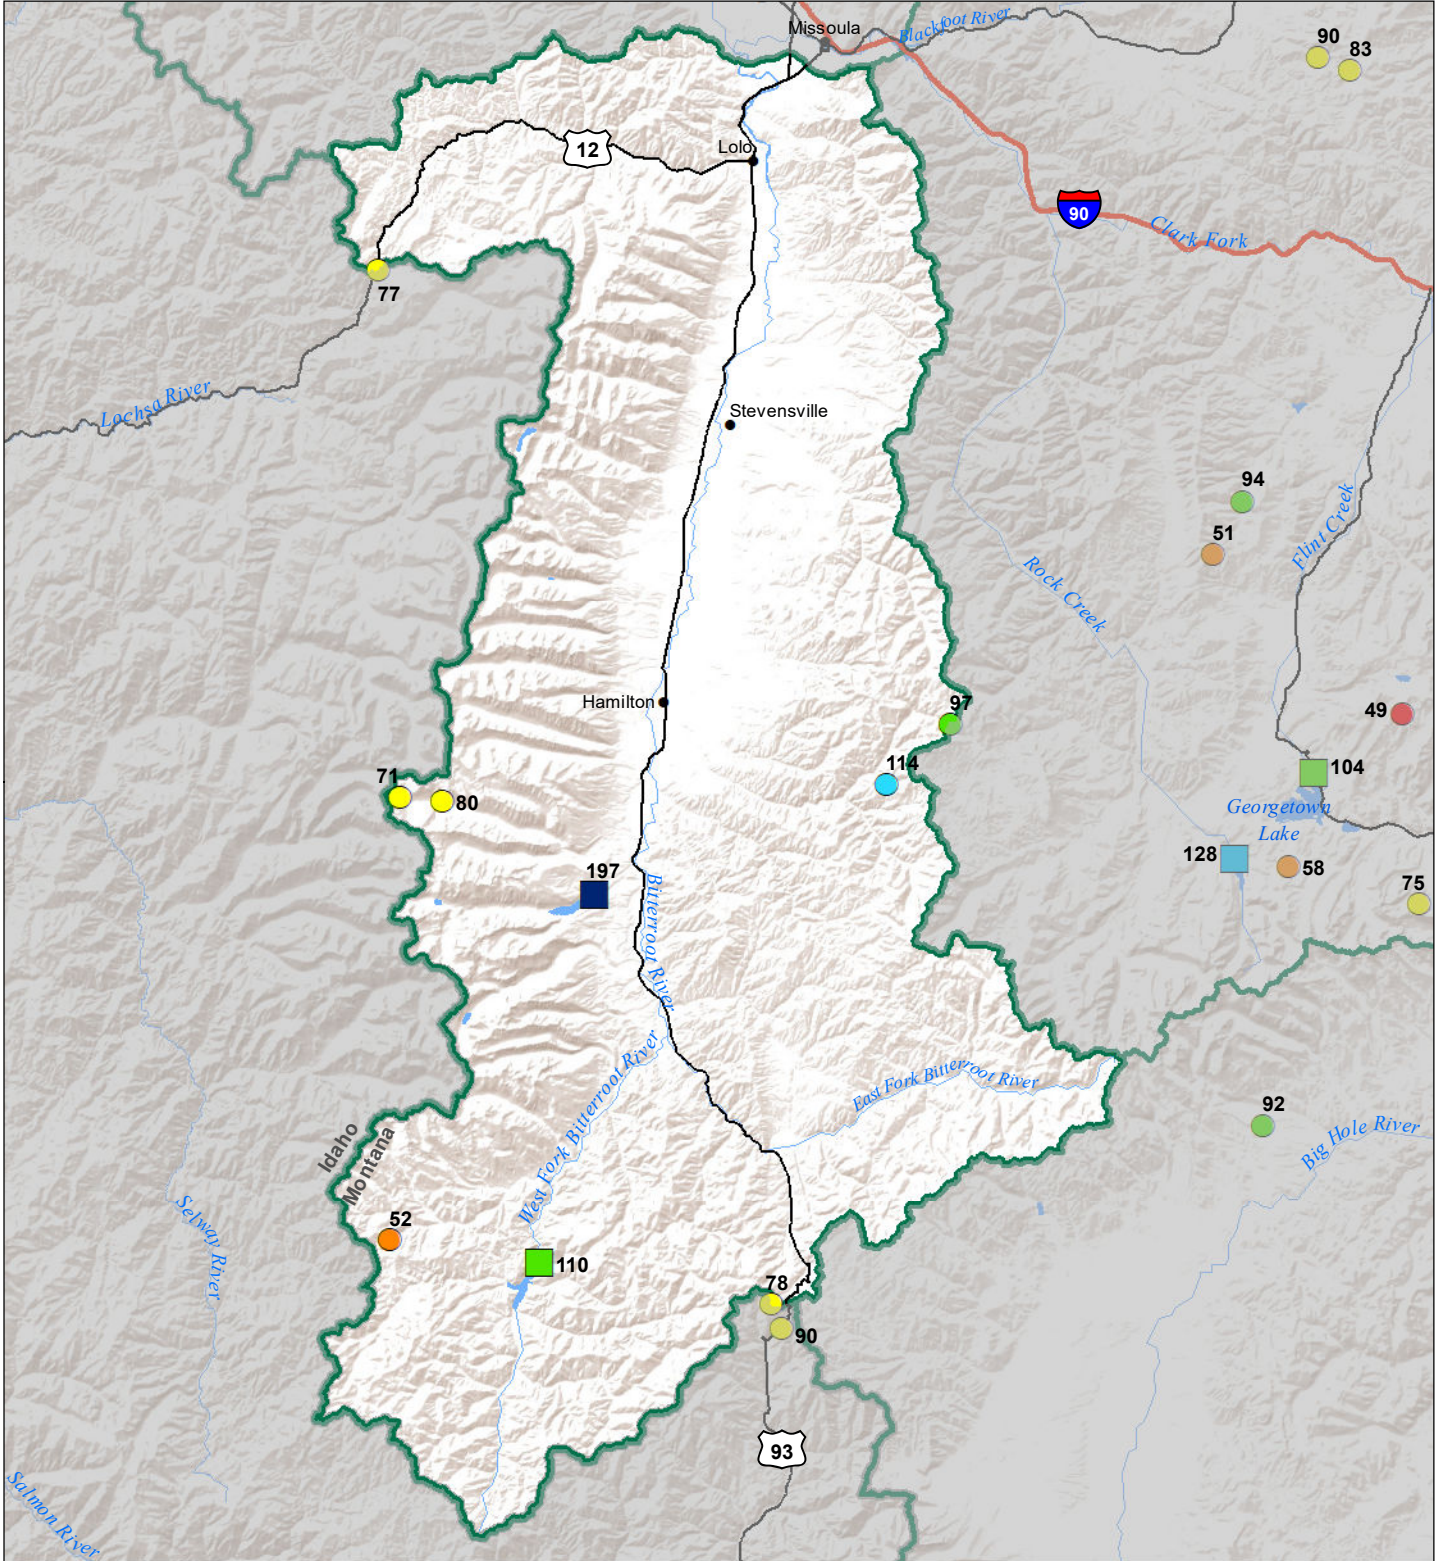 Missoula
Blackfoot River
90
83
12
Lolo
90
Clark Fork
77
Lochsa River
Stevensville
94
51
Flint Creek
Rock Creek
Hamilton
97
49
71
80
114
104
Georgetown
Lake
128
58
197
75
Bitterroot River
West Fork Bitterroot River
East Fork Bitterroot River
92
Big Hole River
Idaho
Montana
52
Selway River
110
78
90
93
Salmon River